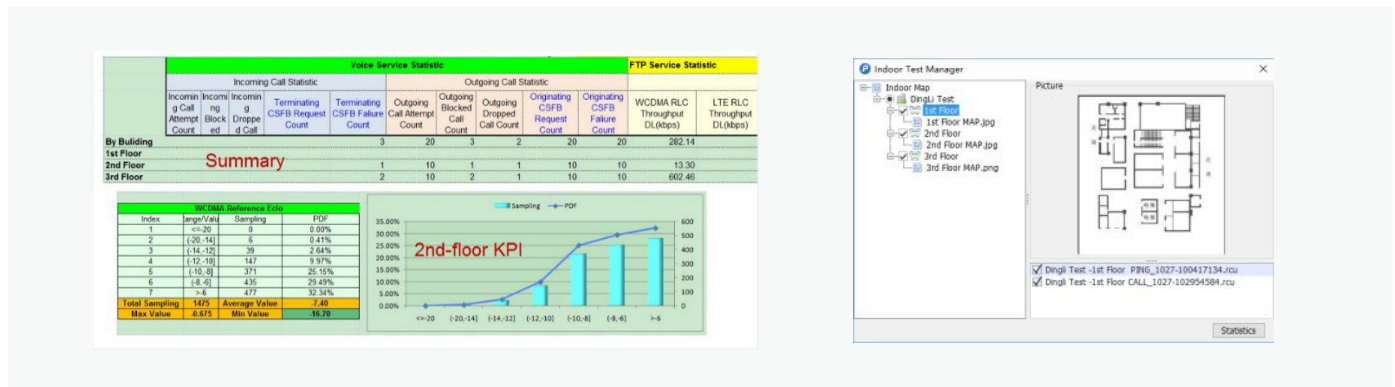 Voice Service Statistic FTP Service Statistic
Incoming Call Statistic Outgoing Call Statistic
Incomin Incomi Incomin Terminating Terminating Outgoing Outgoing Outgoing Originating Originating WCDMA RLC LTE RLC
g Call ng g CSFB Request CSFB Failure Call Attempt Blocked Dropped CSFB CSFB Throughput Throughput
Attempt Block Droppe Count Count Count Call Call Count Request Failure DL(kbps) DL(kbps)
Count ed d Call Count Count Count
By Buliding 3 20 3 2 20 20 282.14
1st Floor
Summary
2nd Floor 1 10 1 1 10 10 13.30
3rd Floor 2 10 2 1 10 10 602.46
WCDMA Reference EcIo
Index Range/Valu Sampling PDF
1 <=-20 0 0.00%
2 (-20,-14] 6 0.41%
3 (-14,-12] 39 2.64%
4 (-12,-10] 147 9.97%
5 (-10,-8] 371 25.15%
6 (-8,-6] 435 29.49%
7 >-6 477 32.34%
Total Sampling 1475 Average Value -7.40
Max Value -0.675 Min Value -16.70
Sampling PDF
2nd-floor KPI
35.00% 600
30.00% 500
25.00% 400
20.00%
15.00% 300
10.00% 200
5.00% 100
0.00% 0
<=-20 (-20,-14] (-14,-12] (-12,-10] (-10,-8] (-8,-6] >-6
Indoor Test Manager
Indoor Map
DingLi Test
1st Floor
1st Floor MAP.jpg
2nd Floor
2nd Floor MAP.jpg
3rd Floor
3rd Floor MAP.png
Picture
Dingli Test -1st Floor PING_1027-100417134.rcu
Dingli Test -1st Floor CALL_1027-102954584.rcu
Statistics